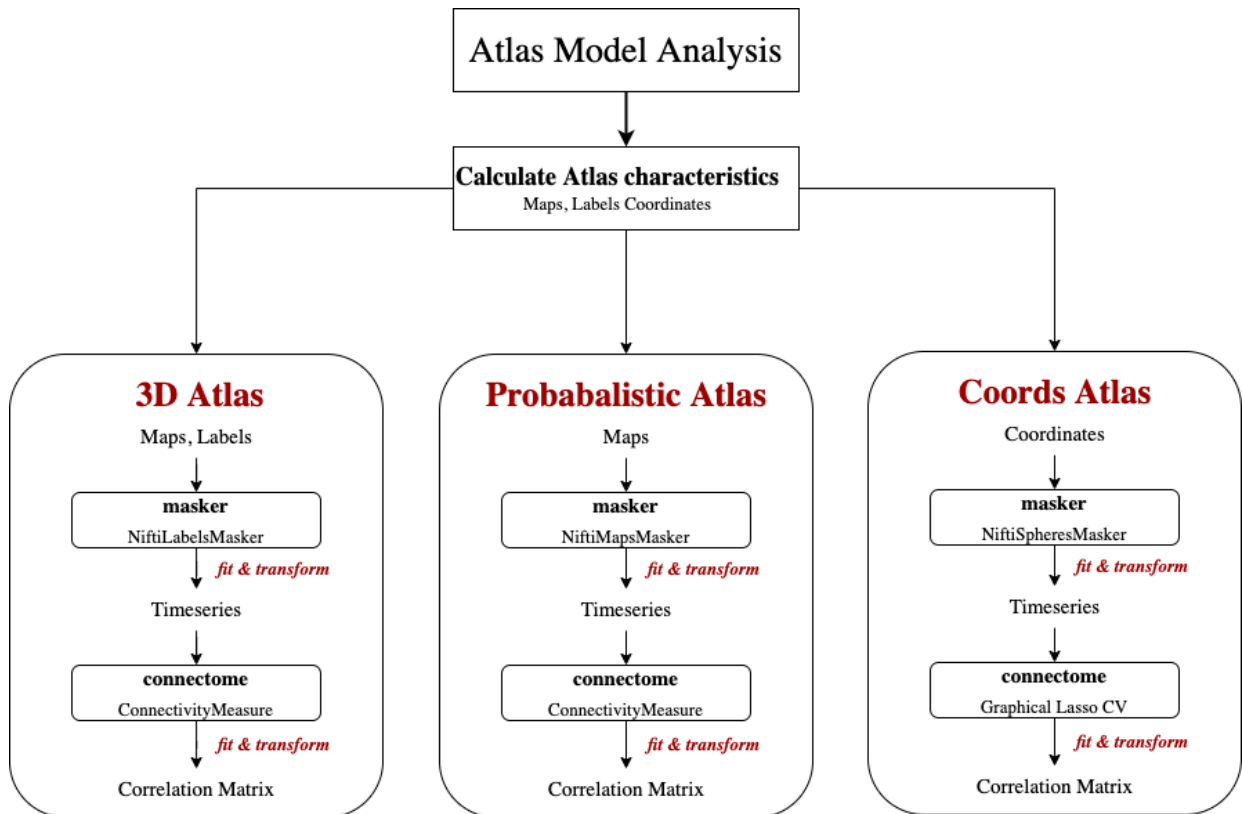 Atlas Model Analysis
Calculate Atlas characteristics
Maps, Labels Coordinates
3D Atlas
Maps, Labels
masker
NiftiLabelsMasker
fit & transform
Timeseries
connectome
ConnectivityMeasure
fit & transform
Correlation Matrix
Probabalistic Atlas
Maps
masker
NiftiMapsMasker
fit & transform
Timeseries
connectome
ConnectivityMeasure
fit & transform
Correlation Matrix
Coords Atlas
Coordinates
masker
NiftiSpheresMasker
fit & transform
Timeseries
connectome
Graphical Lasso CV
fit & transform
Correlation Matrix